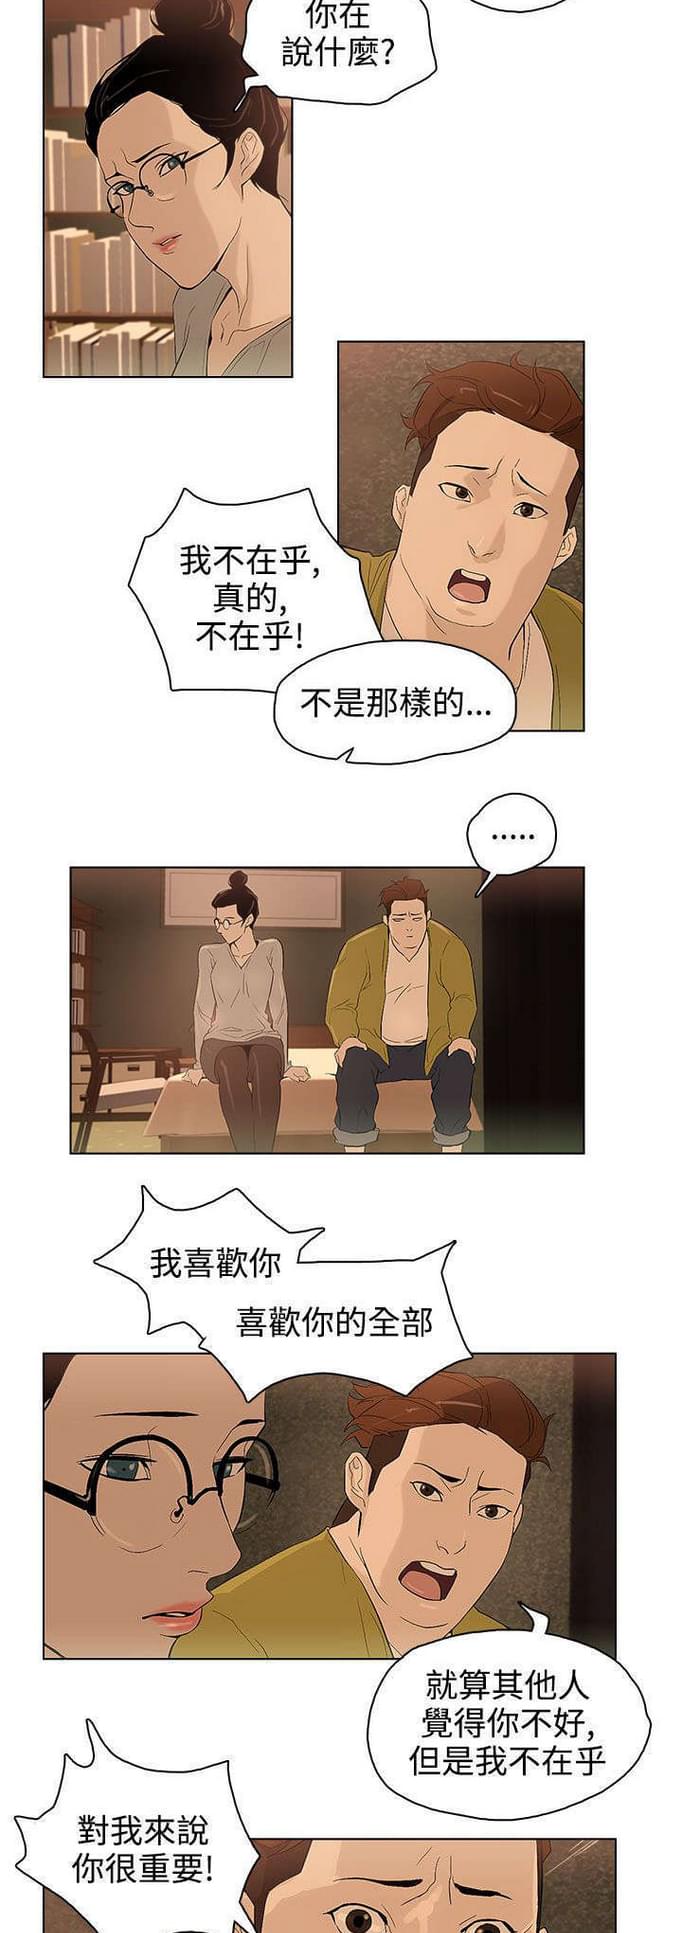 你在
說什麼?
我不在乎,
真的,
不在乎!
不是那樣的...
.....
我喜歡你
喜歡你的全部
就算其他人
覺得你不好,
但是我不在乎
對我來說
你很重要!